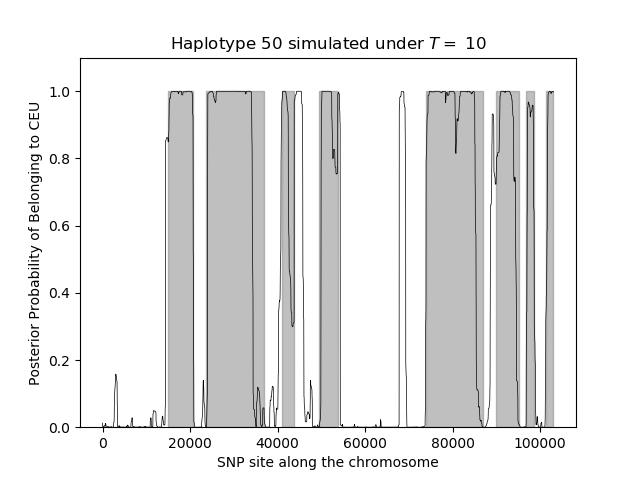 Haplotype 50 simulated under T = 10
Posterior Probability of Belonging to CEU
1.0
0.8
0.6
0.4
0.2
0.0
0 20000 40000 60000 80000 100000
SNP site along the chromosome